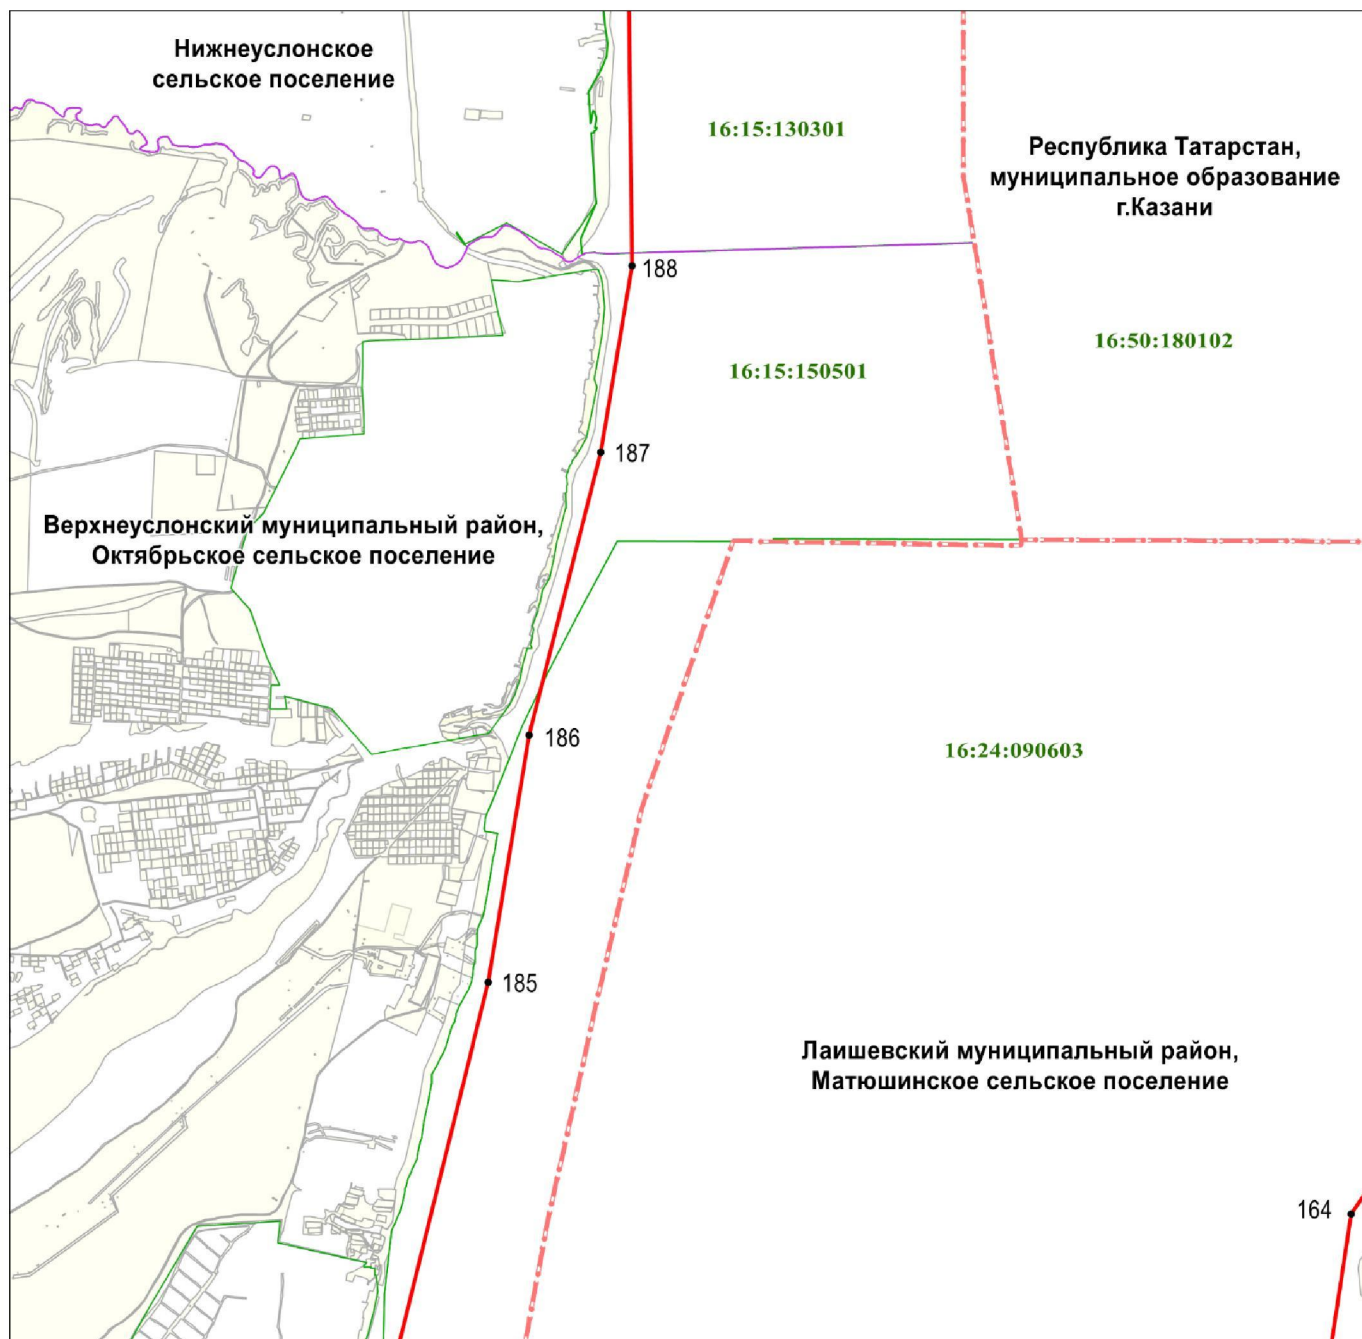 Нижнеуслонское
сельское поселение
16:15:130301
Республика Татарстан,
муниципальное образование
г.Казани
188
16:50:180102
16:15:150501
187
Верхнеуслонский муниципальный район,
Октябрьское сельское поселение
186
16:24:090603
185
Лаишевский муниципальный район,
Матюшинское сельское поселение
164